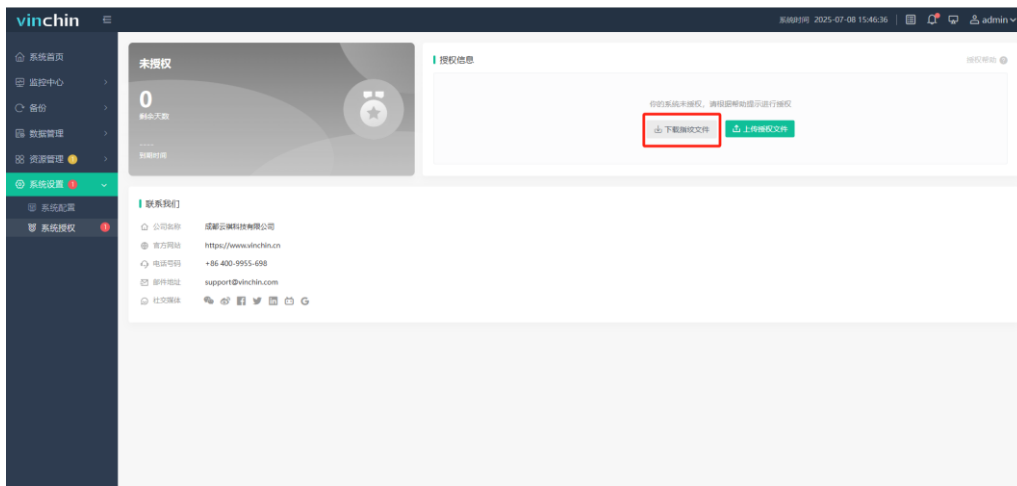 vinchin
系统时间 2025-07-08 15:46:36
admin
系统首页
监控中心
备份
数据管理
资源管理
系统设置
系统配置
系统授权
未授权
0
剩余天数
----
到期时间
授权信息
授权帮助
你的系统未授权，请根据帮助提示进行授权
下载指纹文件
上传授权文件
联系我们
公司名称 成都云祺科技有限公司
官方网站 https://www.vinchin.cn
电话号码 +86 400-9955-698
邮件地址 support@vinchin.com
社交媒体